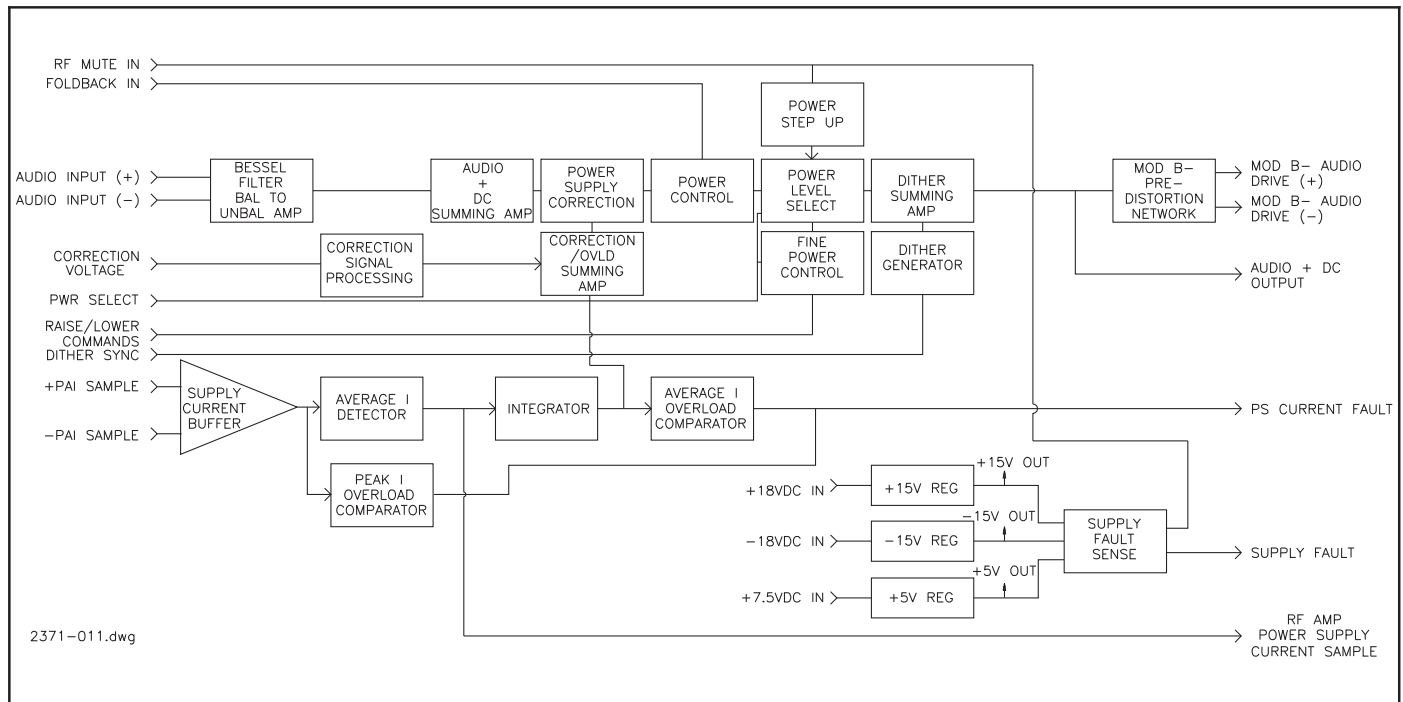 RF MUTE IN
FOLDBACK IN
POWER
STEP UP
AUDIO INPUT (+)
AUDIO INPUT (-)
BESSEL
FILTER
BAL TO
UNBAL AMP
AUDIO
+
DC
SUMMING AMP
POWER
SUPPLY
CORRECTION
POWER
CONTROL
POWER
LEVEL
SELECT
DITHER
SUMMING
AMP
MOD B-
PRE-
DISTORTION
NETWORK
MOD B- AUDIO
DRIVE (+)
MOD B- AUDIO
DRIVE (-)
CORRECTION
VOLTAGE
CORRECTION
SIGNAL
PROCESSING
CORRECTION
/OVLD
SUMMING
AMP
FINE
POWER
CONTROL
DITHER
GENERATOR
AUDIO + DC
OUTPUT
PWR SELECT
RAISE/LOWER
COMMANDS
DITHER SYNC
+PAI SAMPLE
-PAI SAMPLE
SUPPLY
CURRENT
BUFFER
AVERAGE I
DETECTOR
INTEGRATOR
AVERAGE I
OVERLOAD
COMPARATOR
PS CURRENT FAULT
PEAK I
OVERLOAD
COMPARATOR
+18VDC IN
+15V REG
+15V OUT
-18VDC IN
-15V REG
-15V OUT
+7.5VDC IN
+5V REG
+5V OUT
SUPPLY
FAULT
SENSE
SUPPLY FAULT
RF AMP
POWER SUPPLY
CURRENT SAMPLE
2371-011.dwg